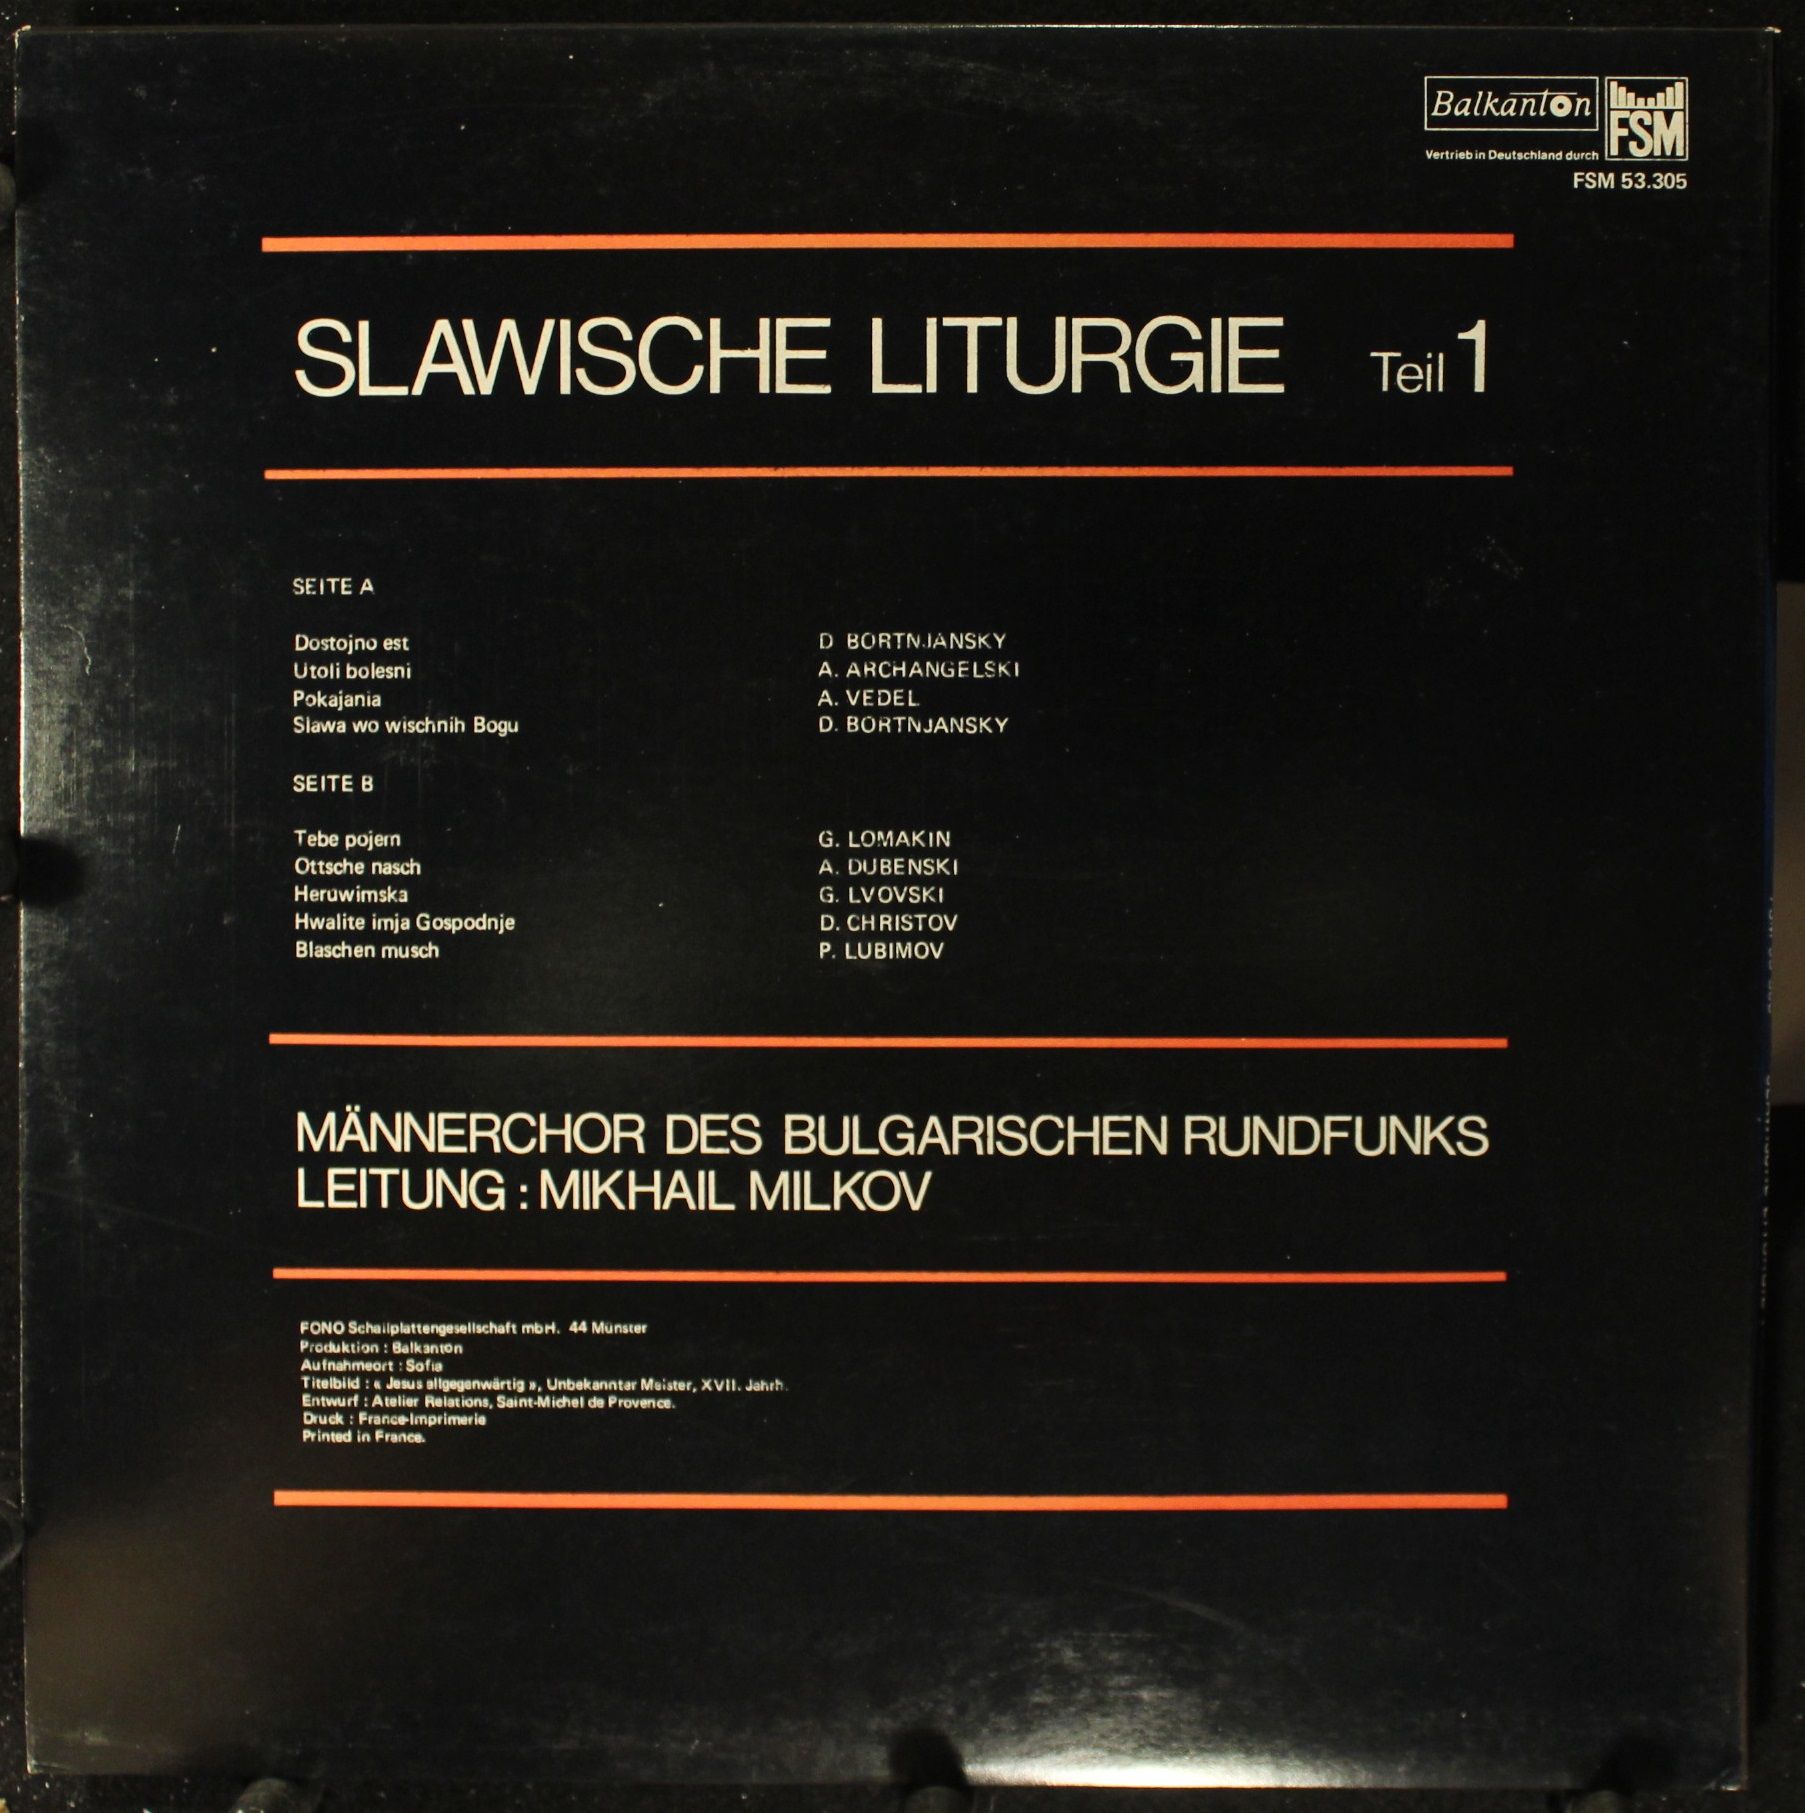 Balkanton
FSM
Vertrieb in Deutschland durch
FSM 53.305
SLAWISCHE LITURGIE Teil 1
SEITE A
Dostojno est D BORTNJANSKY
Utoli bolesni A. ARCHANGELSKI
Pokajania A. VEDEL
Slawa wo wischnih Bogu D. BORTNJANSKY
SEITE B
Tebe pojem G. LOMAKIN
Ottsche nasch A. DUBENSKI
Heruwimska G. LVOVSKI
Hwalite imja Gospodnje D. CHRISTOV
Blaschen musch P. LUBIMOV
MÄNNERCHOR DES BULGARISCHEN RUNDFUNKS
LEITUNG : MIKHAIL MILKOV
FONO Schallplattengesellschaft mbH. 44 Münster
Produktion : Balkanton
Aufnahmeort : Sofia
Titelbild : « Jesus allgegenwärtig », Unbekannter Meister, XVII. Jahrh.
Entwurf : Atelier Relations, Saint-Michel de Provence.
Druck : France-Imprimerie
Printed in France.